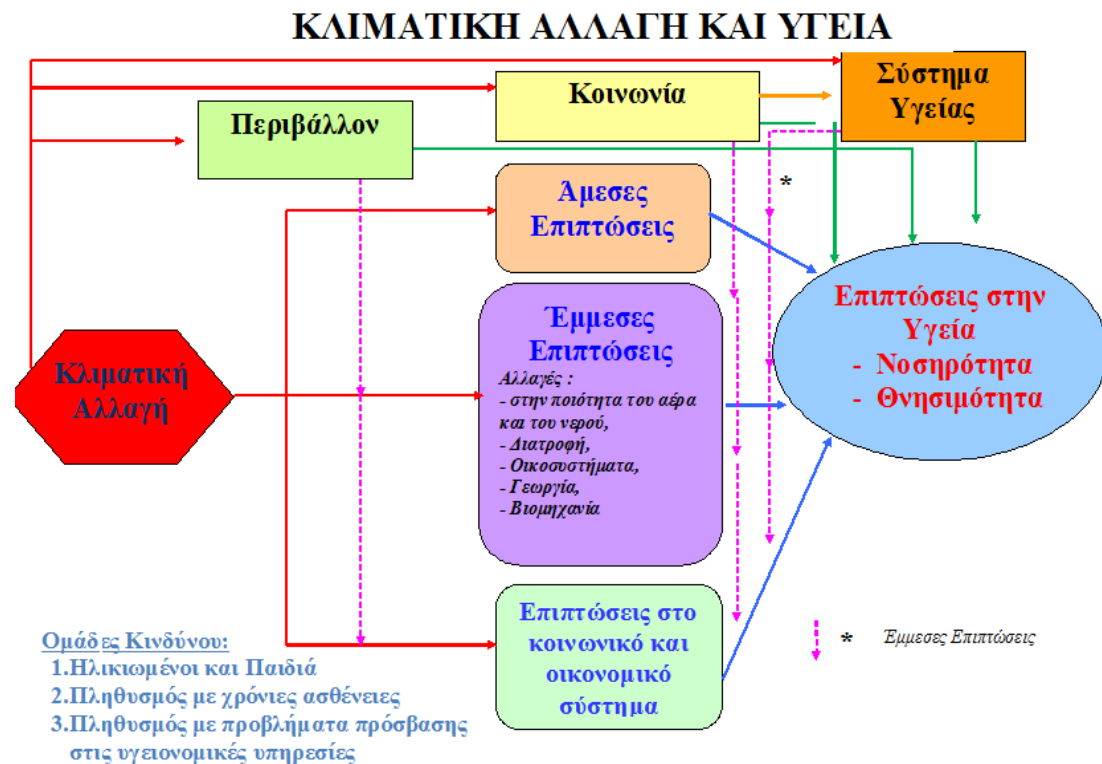 ΚΛΙΜΑΤΙΚΗ ΑΛΛΑΓΗ ΚΑΙ ΥΓΕΙΑ
Σύστημα
Υγείας
Κοινωνία
Περιβάλλον
*
Άμεσες
Επιπτώσεις
Έμμεσες
Επιπτώσεις
Αλλαγές :
- στην ποιότητα του αέρα
και του νερού,
- Διατροφή,
- Οικοσυστήματα,
- Γεωργία,
- Βιομηχανία
Επιπτώσεις στην
Υγεία
- Νοσηρότητα
- Θνησιμότητα
Κλιματική
Αλλαγή
Επιπτώσεις στο
κοινωνικό και
οικονομικό
σύστημα
* Έμμεσες Επιπτώσεις
Ομάδες Κινδύνου:
1.Ηλικιωμένοι και Παιδιά
2.Πληθυσμός με χρόνιες ασθένειες
3.Πληθυσμός με προβλήματα πρόσβασης
στις υγειονομικές υπηρεσίες